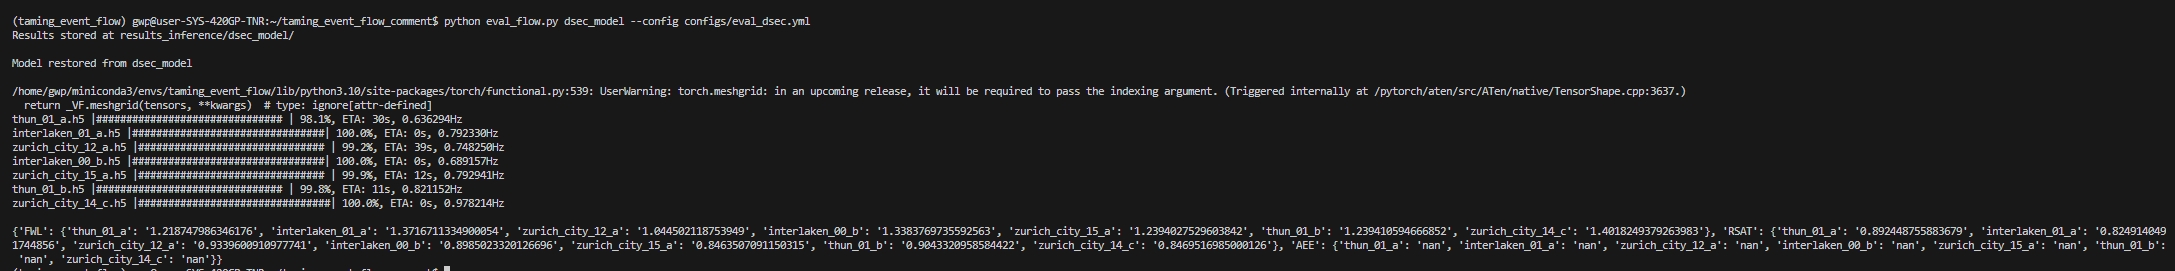 (taming_event_flow) gwp@user-SYS-420GP-TNR:~/taming_event_flow_comment$ python eval_flow.py dsec_model --config configs/eval_dsec.yml
Results stored at results_inference/dsec_model/
Model restored from dsec_model
/home/gwp/miniconda3/envs/taming_event_flow/lib/python3.10/site-packages/torch/functional.py:539: UserWarning: torch.meshgrid: in an upcoming release, it will be required to pass the indexing argument. (Triggered internally at /pytorch/aten/src/ATen/native/TensorShape.cpp:3637.)
return _VF.meshgrid(tensors, **kwargs)  # type: ignore[attr-defined]
thun_01_a.h5 |############################### | 98.1%, ETA: 30s, 0.636294Hz
interlaken_01_a.h5 |################################| 100.0%, ETA: 0s, 0.792330Hz
zurich_city_12_a.h5 |############################### | 99.2%, ETA: 39s, 0.748250Hz
interlaken_00_b.h5 |################################| 100.0%, ETA: 0s, 0.689157Hz
zurich_city_15_a.h5 |############################### | 99.9%, ETA: 12s, 0.792941Hz
thun_01_b.h5 |############################### | 99.8%, ETA: 11s, 0.821152Hz
zurich_city_14_c.h5 |################################| 100.0%, ETA: 0s, 0.978214Hz
{'FWL': {'thun_01_a': '1.218747986346176', 'interlaken_01_a': '1.3716711334900054', 'zurich_city_12_a': '1.044502118753949', 'interlaken_00_b': '1.3383769735592563', 'zurich_city_15_a': '1.2394027529603842', 'thun_01_b': '1.239410594666852', 'zurich_city_14_c': '1.4018249379263983'}, 'RSAT': {'thun_01_a': '0.892448755883679', 'interlaken_01_a': '0.824914049
1744856', 'zurich_city_12_a': '0.9339600910977741', 'interlaken_00_b': '0.8985023320126696', 'zurich_city_15_a': '0.8463507091150315', 'thun_01_b': '0.9043320958584422', 'zurich_city_14_c': '0.8469516985000126'}, 'AEE': {'thun_01_a': 'nan', 'interlaken_01_a': 'nan', 'zurich_city_12_a': 'nan', 'interlaken_00_b': 'nan', 'zurich_city_15_a': 'nan', 'thun_01_b':
'nan', 'zurich_city_14_c': 'nan'}}